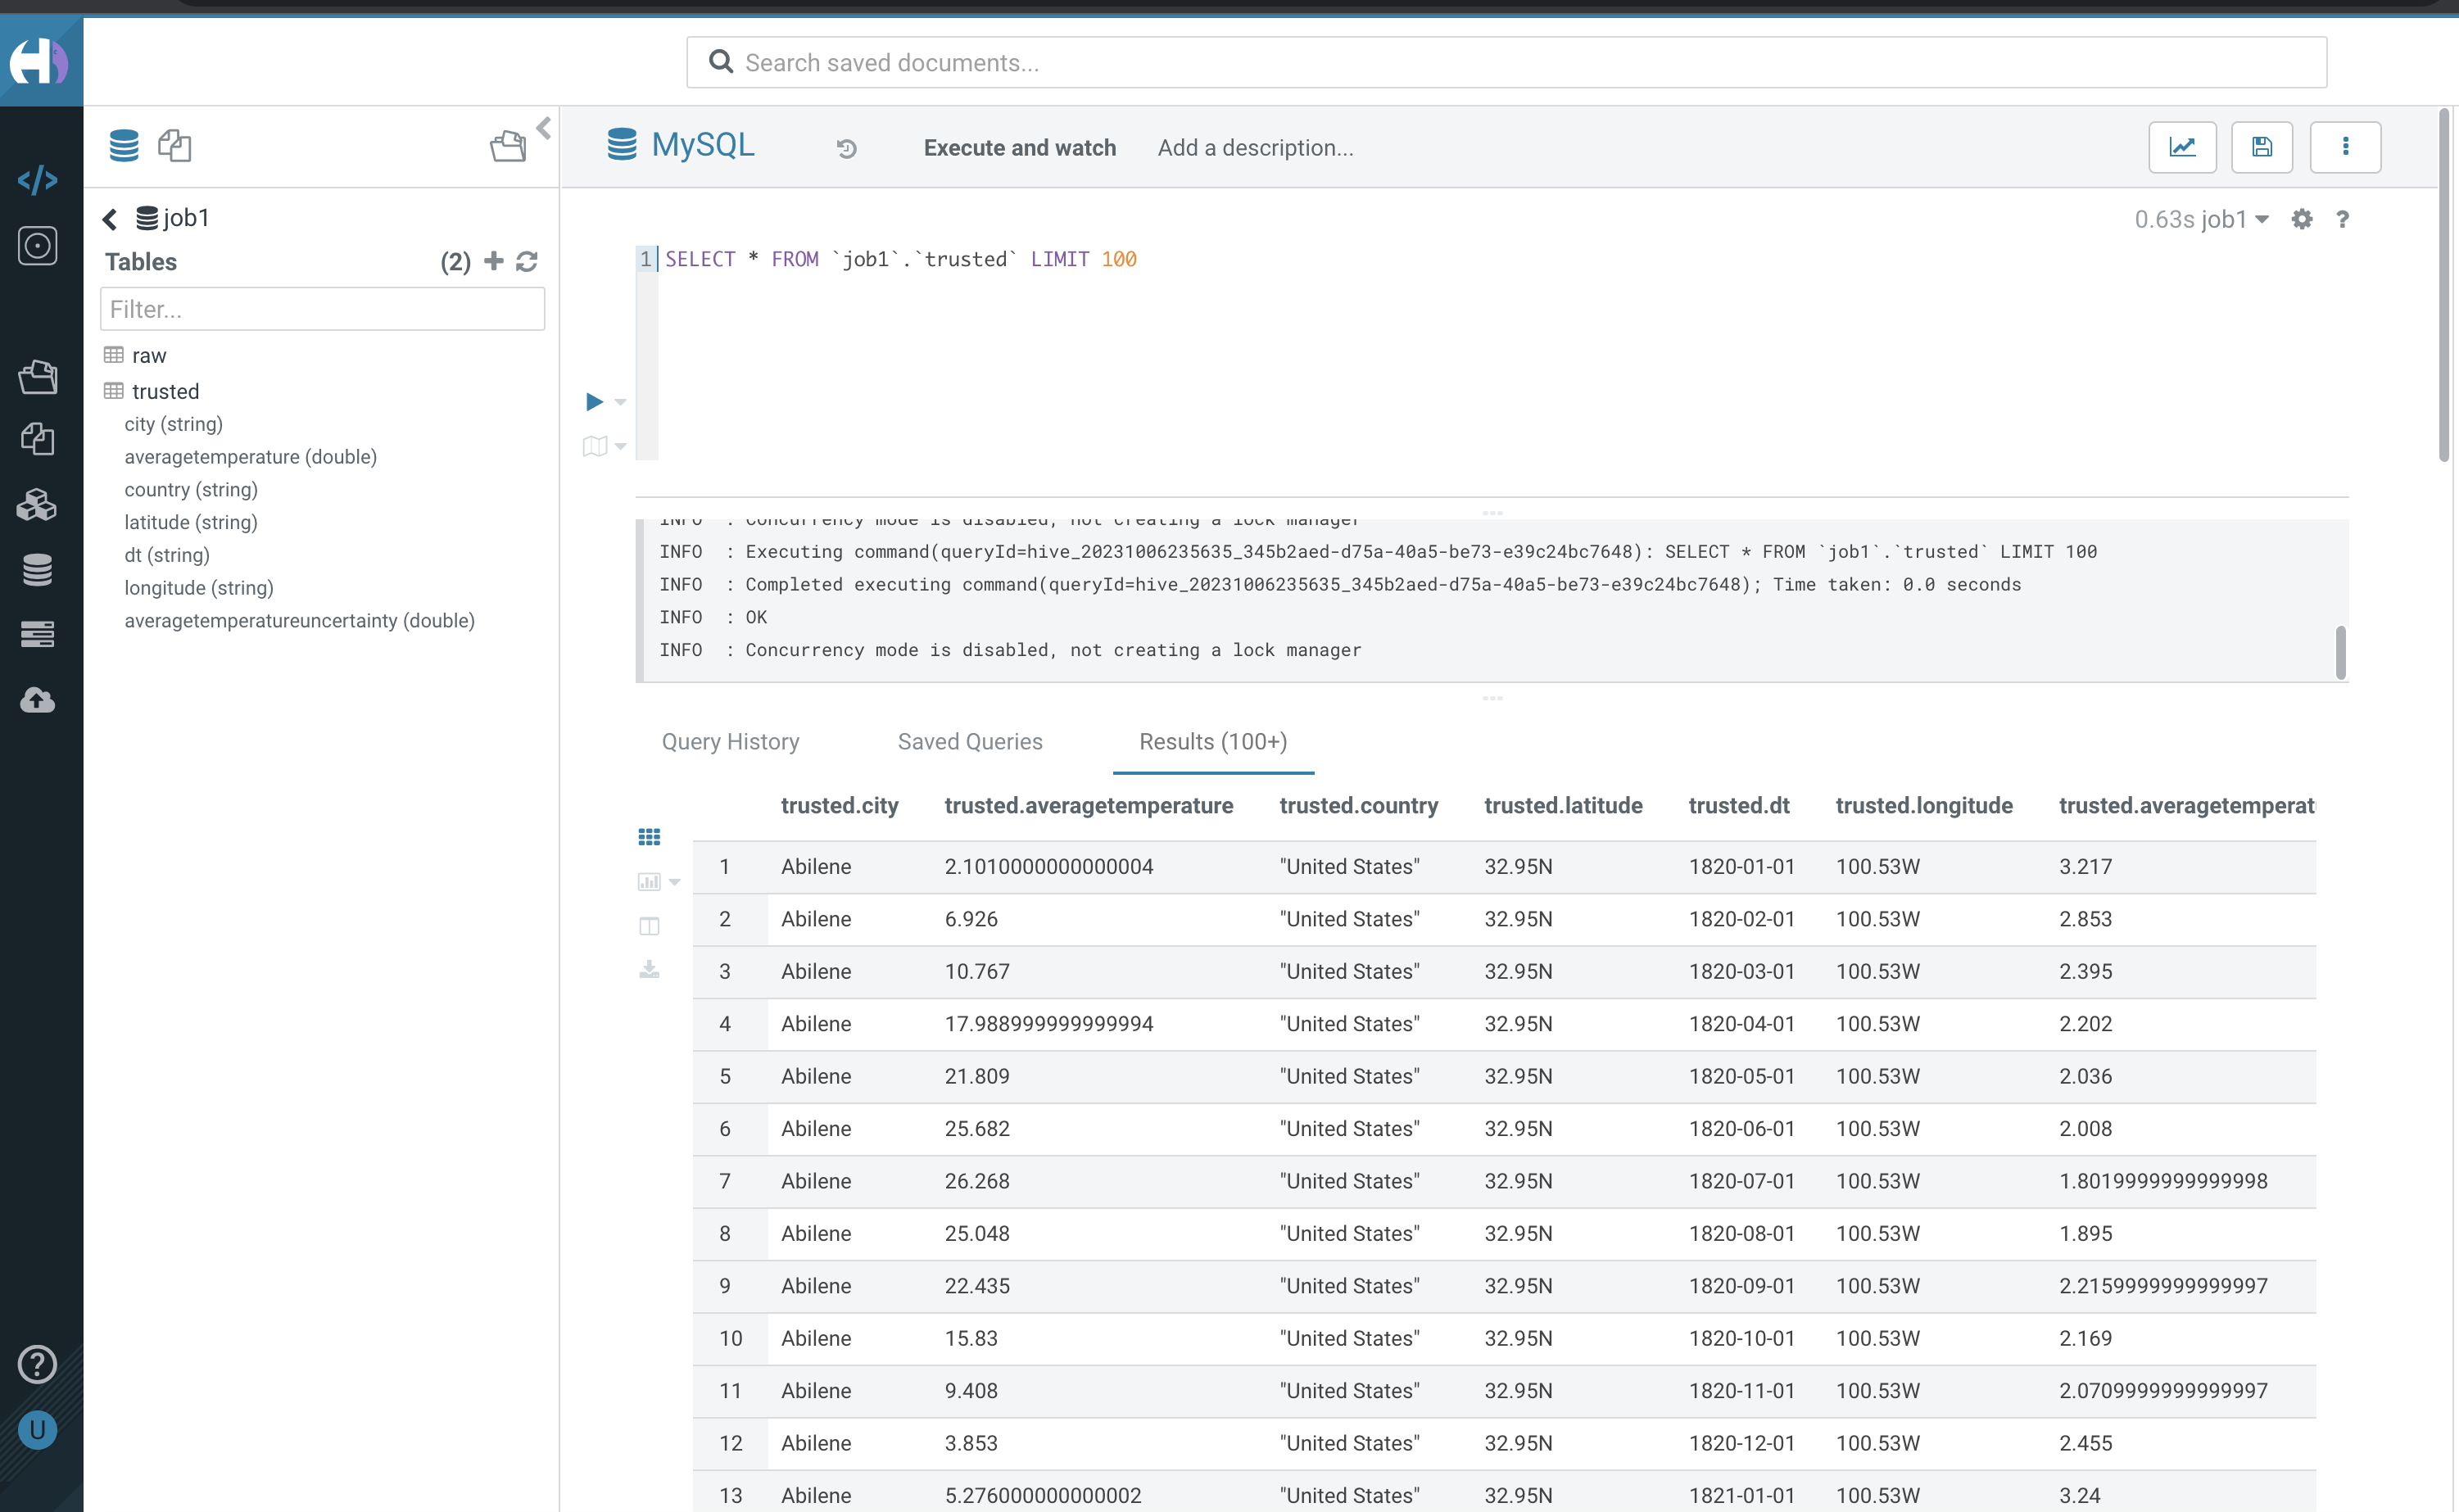 Search saved documents...
MySQL
Execute and watch
Add a description...
job1
0.63s job1 ?
Tables (2)
Filter...
raw
trusted
city (string)
averagetemperature (double)
country (string)
latitude (string)
dt (string)
longitude (string)
averagetemperatureuncertainty (double)
1 SELECT * FROM `job1`.`trusted` LIMIT 100
INFO : Concurrency mode is disabled, not creating a lock manager
INFO : Executing command(queryId=hive_20231006235635_345b2aed-d75a-40a5-be73-e39c24bc7648): SELECT * FROM `job1`.`trusted` LIMIT 100
INFO : Completed executing command(queryId=hive_20231006235635_345b2aed-d75a-40a5-be73-e39c24bc7648); Time taken: 0.0 seconds
INFO : OK
INFO : Concurrency mode is disabled, not creating a lock manager
Query History Saved Queries Results (100+)
trusted.city trusted.averagetemperature trusted.country trusted.latitude trusted.dt trusted.longitude trusted.averagetemperat
1 Abilene 2.1010000000000004 "United States" 32.95N 1820-01-01 100.53W 3.217
2 Abilene 6.926 "United States" 32.95N 1820-02-01 100.53W 2.853
3 Abilene 10.767 "United States" 32.95N 1820-03-01 100.53W 2.395
4 Abilene 17.988999999999994 "United States" 32.95N 1820-04-01 100.53W 2.202
5 Abilene 21.809 "United States" 32.95N 1820-05-01 100.53W 2.036
6 Abilene 25.682 "United States" 32.95N 1820-06-01 100.53W 2.008
7 Abilene 26.268 "United States" 32.95N 1820-07-01 100.53W 1.8019999999999998
8 Abilene 25.048 "United States" 32.95N 1820-08-01 100.53W 1.895
9 Abilene 22.435 "United States" 32.95N 1820-09-01 100.53W 2.2159999999999997
10 Abilene 15.83 "United States" 32.95N 1820-10-01 100.53W 2.169
11 Abilene 9.408 "United States" 32.95N 1820-11-01 100.53W 2.0709999999999997
12 Abilene 3.853 "United States" 32.95N 1820-12-01 100.53W 2.455
13 Abilene 5.276000000000002 "United States" 32.95N 1821-01-01 100.53W 3.24
?
U